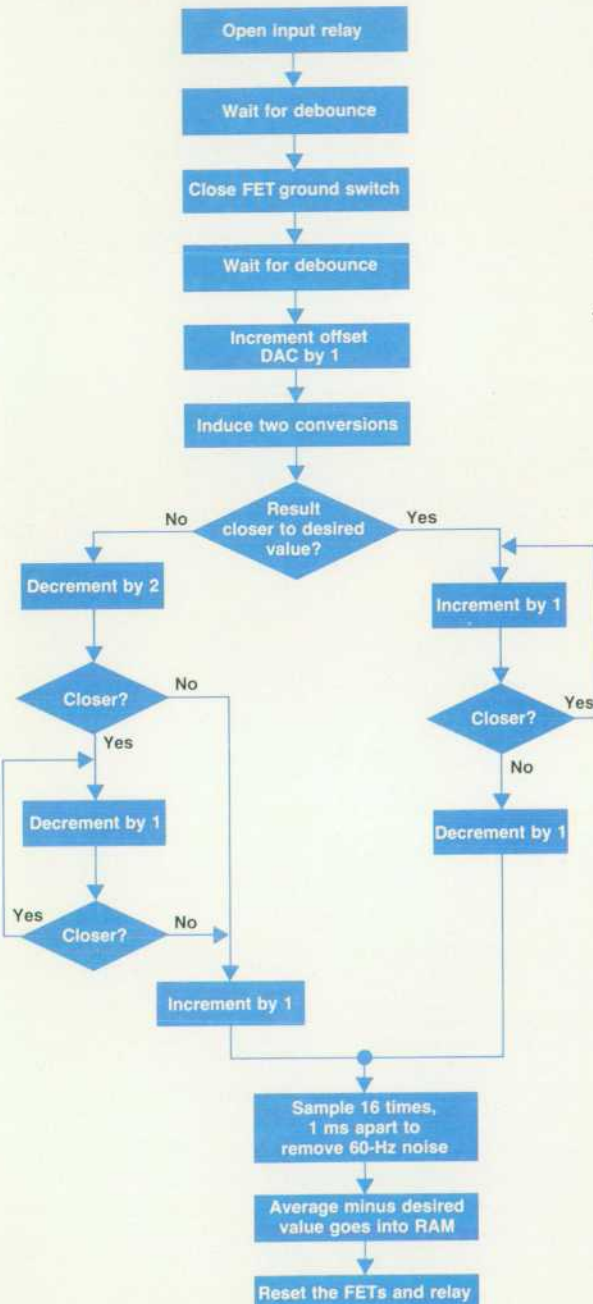 Open input relay
Wait for debounce
Close FET ground switch
Wait for debounce
Increment offset
DAC by 1
Induce two conversions
Result
closer to desired
value?
No
Yes
Decrement by 2
Increment by 1
Closer?
No
Closer?
Yes
Yes
No
Decrement by 1
Decrement by 1
Yes
Closer?
No
Increment by 1
Sample 16 times,
1 ms apart to
remove 60-Hz noise
Average minus desired
value goes into RAM
Reset the FETs and relay